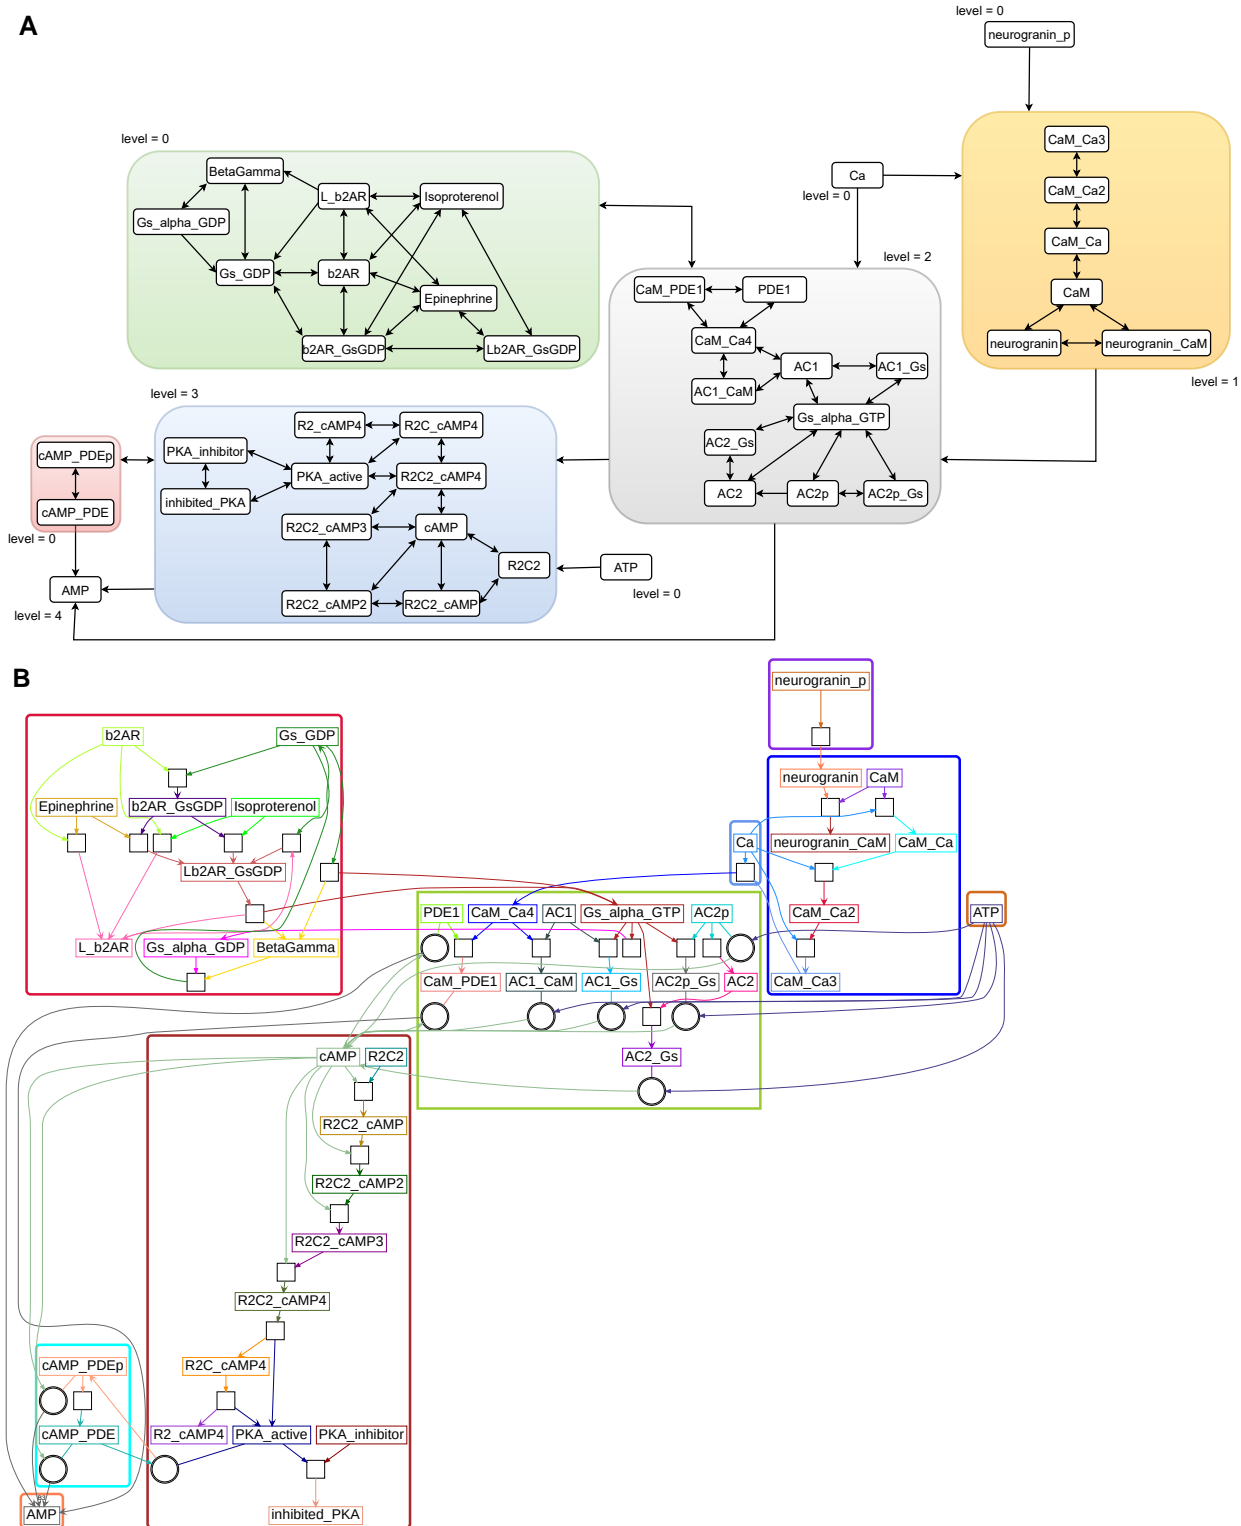 A
level = 0
neurogranin_p
level = 0
CaM_Ca3
BetaGamma
Ca
L_b2AR
Isoproterenol
level = 0
CaM_Ca2
Gs_alpha_GDP
CaM_Ca
level = 2
Gs_GDP
b2AR
CaM_PDE1
PDE1
CaM
Epinephrine
CaM_Ca4
neurogranin
neurogranin_CaM
b2AR_GsGDP
Lb2AR_GsGDP
AC1
AC1_Gs
level = 1
level = 3
AC1_CaM
Gs_alpha_GTP
R2_cAMP4
R2C_cAMP4
AC2_Gs
PKA_inhibitor
cAMP_PDEp
PKA_active
R2C2_cAMP4
AC2
AC2p
AC2p_Gs
inhibited_PKA
cAMP_PDE
R2C2_cAMP3
cAMP
level = 0
R2C2
ATP
AMP
level = 0
R2C2_cAMP2
R2C2_cAMP
level = 4
B
neurogranin_p
b2AR
Gs_GDP
neurogranin
CaM
Epinephrine
b2AR_GsGDP
Isoproterenol
Ca
neurogranin_CaM
CaM_Ca
Lb2AR_GsGDP
PDE1
CaM_Ca4
AC1
Gs_alpha_GTP
AC2p
CaM_Ca2
ATP
L_b2AR
Gs_alpha_GDP
BetaGamma
CaM_PDE1
AC1_CaM
AC1_Gs
AC2p_Gs
AC2
CaM_Ca3
cAMP
R2C2
AC2_Gs
R2C2_cAMP
R2C2_cAMP2
R2C2_cAMP3
R2C2_cAMP4
cAMP_PDEp
R2C_cAMP4
cAMP_PDE
R2_cAMP4
PKA_active
PKA_inhibitor
AMP
inhibited_PKA